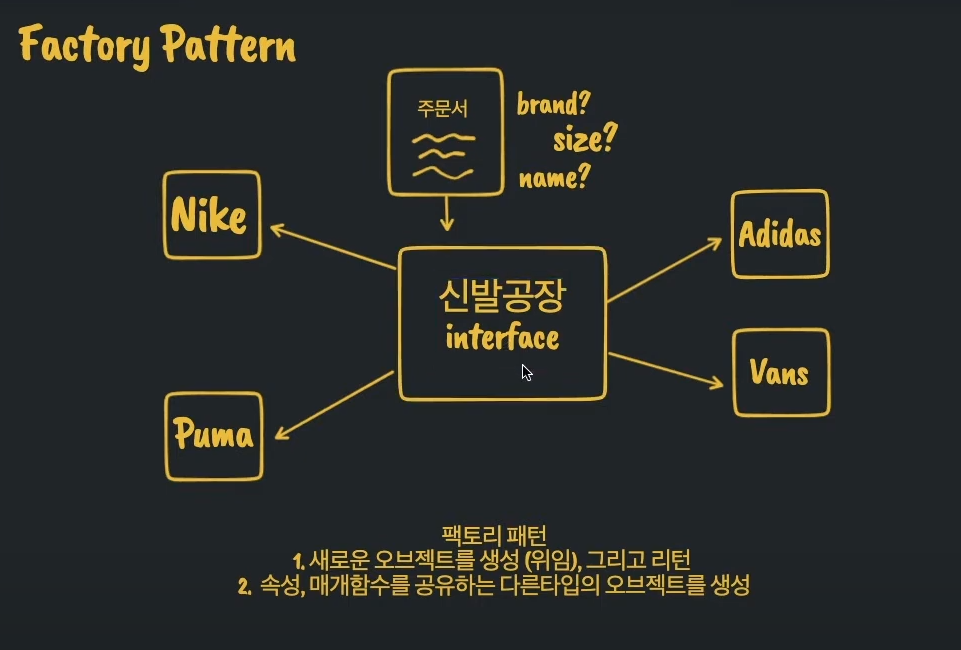 Factory Pattern
주문서
brand?
size?
name?
Nike
Adidas
신발공장
interface
Vans
Puma
팩토리 패턴
1. 새로운 오브젝트를 생성 (위임), 그리고 리턴
2. 속성, 매개함수를 공유하는 다른타입의 오브젝트를 생성